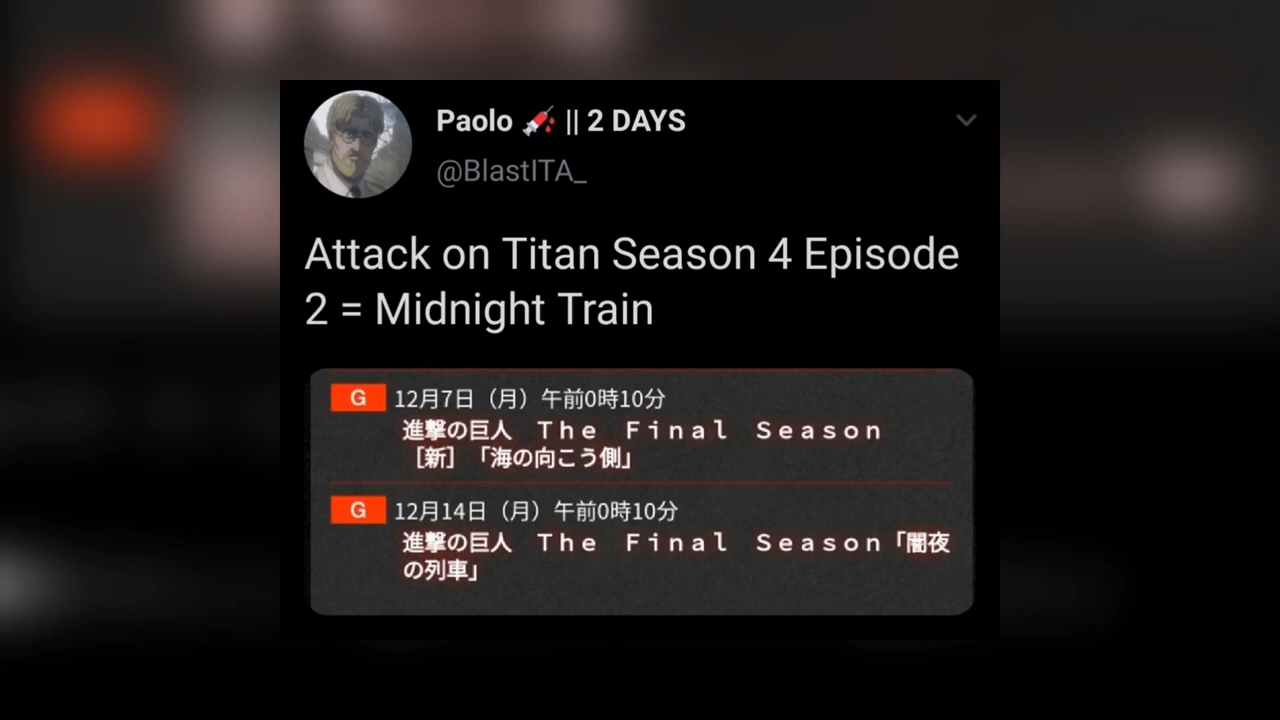 Paolo 💉 || 2 DAYS
@BlastITA_
Attack on Titan Season 4 Episode
2 = Midnight Train
G 12月7日（月）午前0時10分
進撃の巨人　Ｔｈｅ　Ｆｉｎａｌ　Ｓｅａｓｏｎ
［新］「海の向こう側」
G 12月14日（月）午前0時10分
進撃の巨人　Ｔｈｅ　Ｆｉｎａｌ　Ｓｅａｓｏｎ「闇夜
の列車」